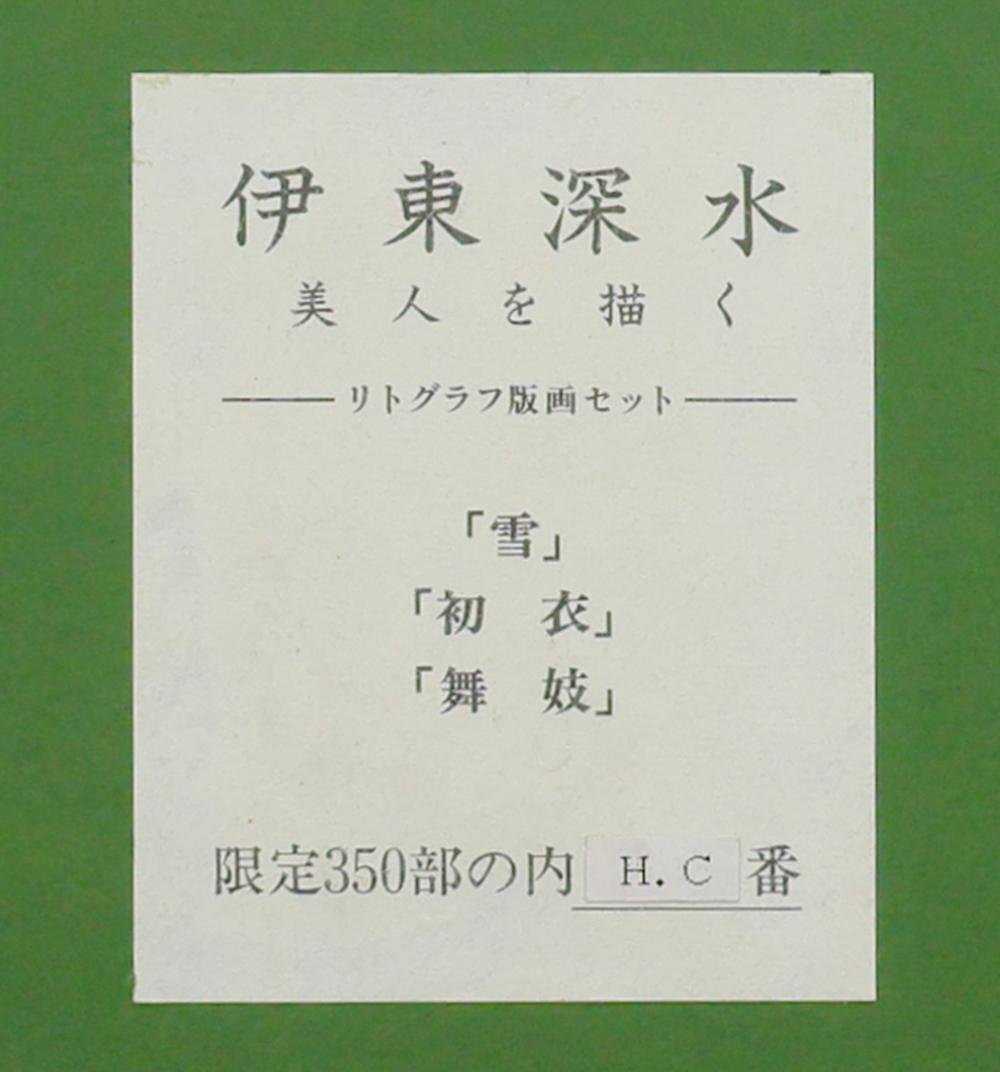 伊東深水
美人を描く
リトグラフ版画セット
「雪」
「初　衣」
「舞　妓」
限定350部の内 H.C 番